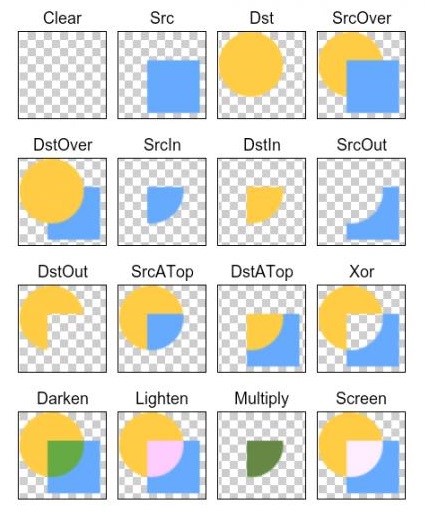 Clear Src Dst SrcOver
DstOver SrcIn DstIn SrcOut
DstOut SrcATop DstATop Xor
Darken Lighten Multiply Screen